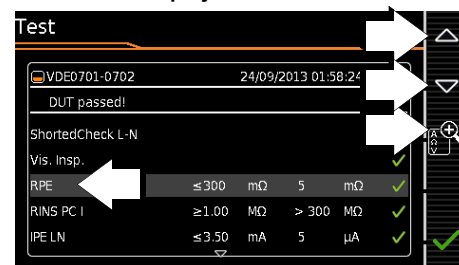 Test
VDE0701-0702 24/09/2013 01:58:24
DUT passed!
ShortedCheck L-N
Vis. Insp.
RPE ≤300 mΩ 5 mΩ
RINS PC I ≥1.00 MΩ > 300 MΩ
IPE LN ≤3.50 mA 5 µA